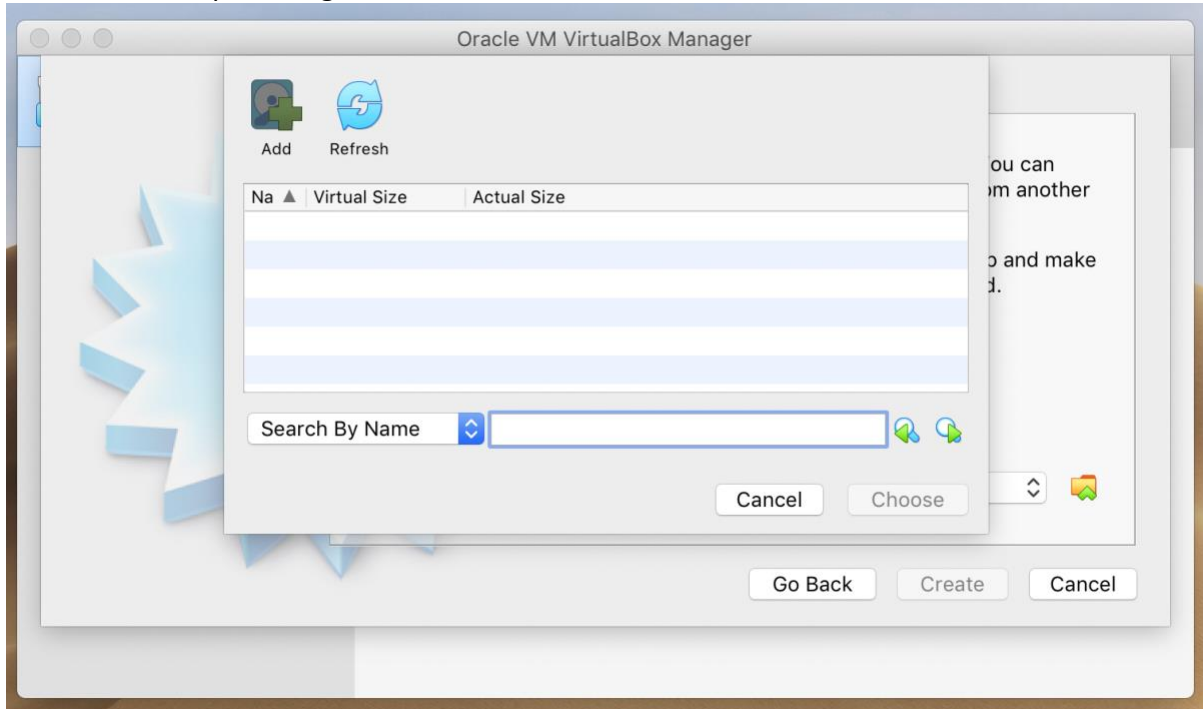 Oracle VM VirtualBox Manager
Add Refresh
ou can
Na Virtual Size Actual Size
om another
and make
d.
Search By Name
Cancel Choose
Go Back Create Cancel